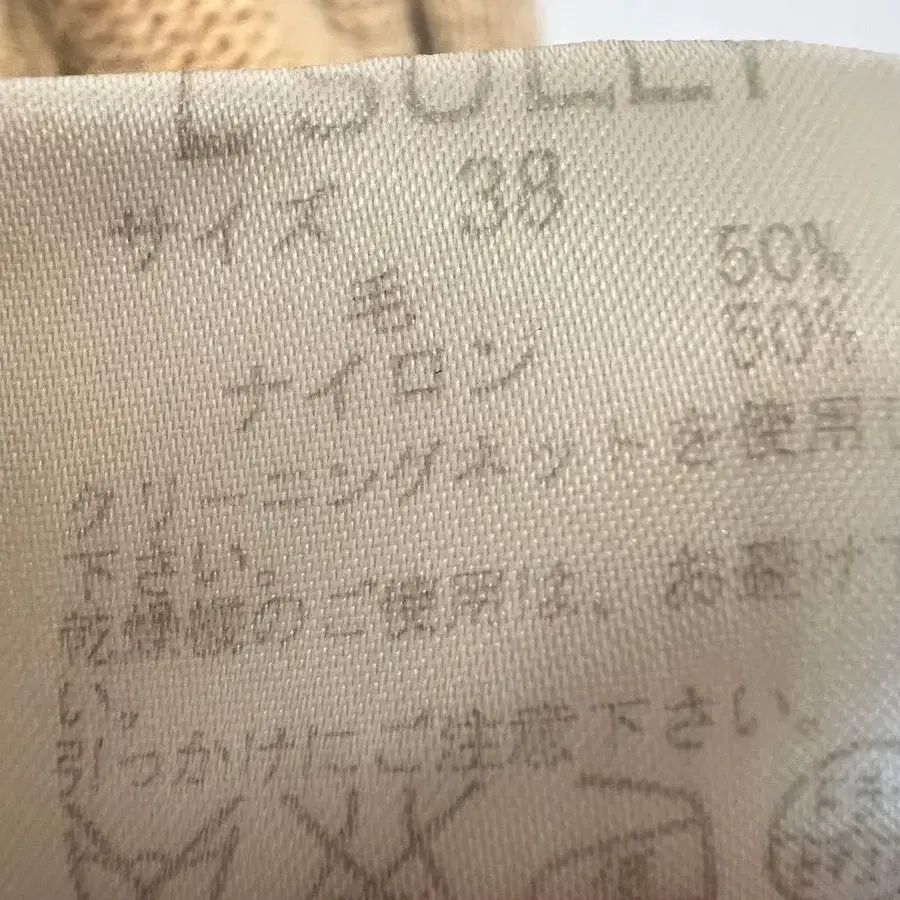 サイズ 38
毛 50%
ナイロン 50%
クリーニングネットを使用
下さい。
乾燥機のご使用は、お避け下
い。
引っかけにご注意下さい。